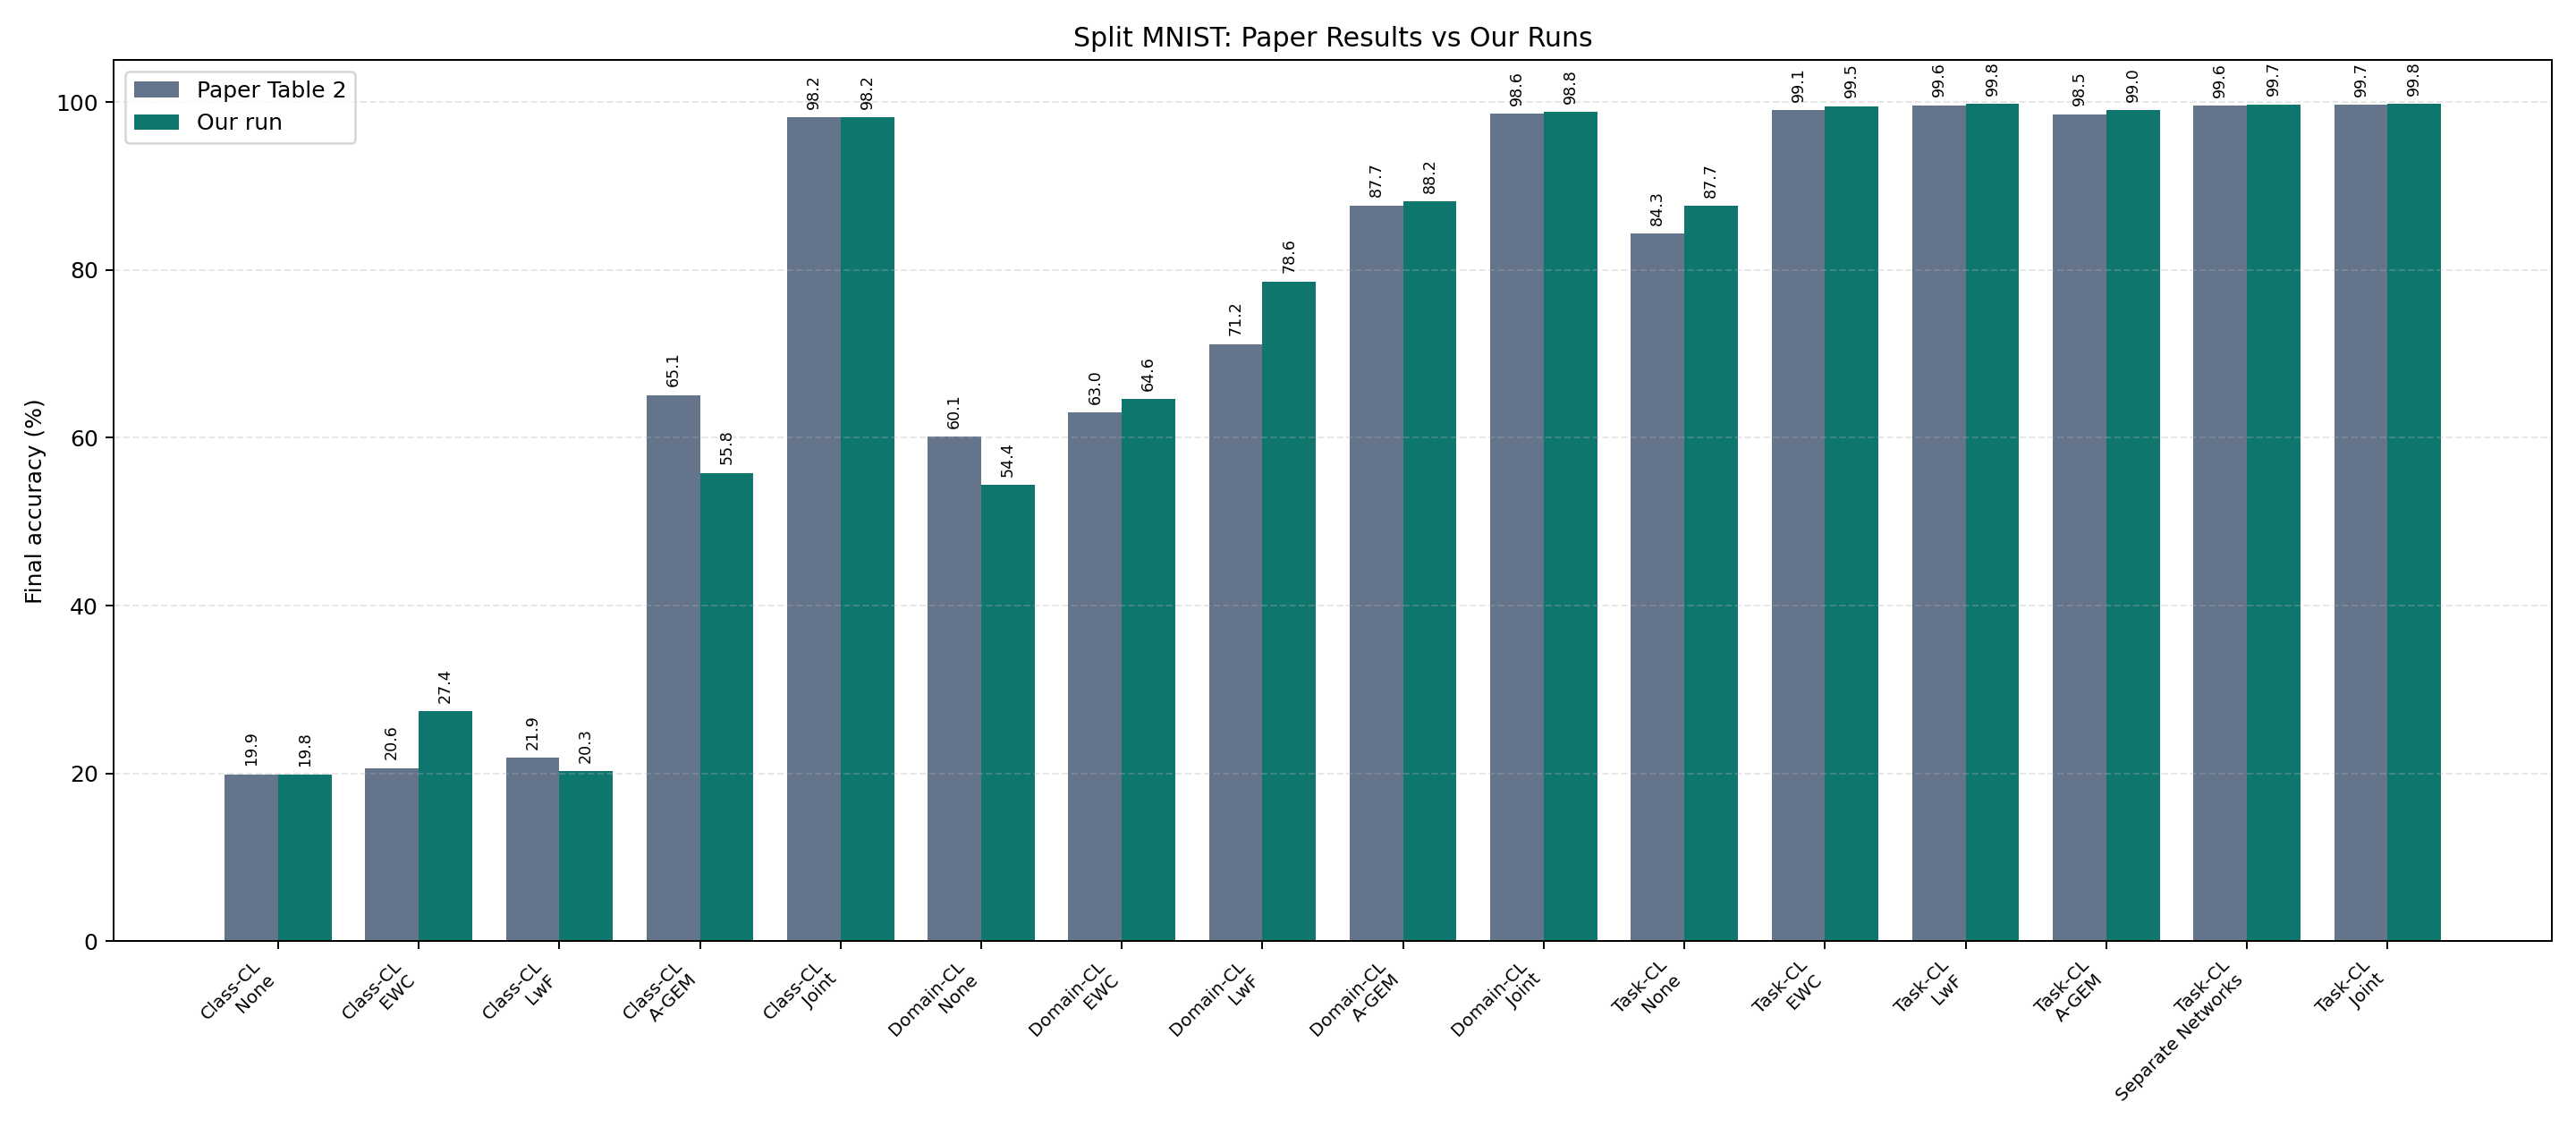 Split MNIST: Paper Results vs Our Runs
Paper Table 2
Our run
Final accuracy (%)
100
80
60
40
20
0
19.9
19.8
20.6
27.4
21.9
20.3
65.1
55.8
98.2
98.2
60.1
54.4
63.0
64.6
71.2
78.6
87.7
88.2
98.6
98.8
84.3
87.7
99.1
99.5
99.6
99.8
98.5
99.0
99.6
99.7
99.7
99.8
Class-CL
None
Class-CL
EWC
Class-CL
LwF
Class-CL
A-GEM
Class-CL
Joint
Domain-CL
None
Domain-CL
EWC
Domain-CL
LwF
Domain-CL
A-GEM
Domain-CL
Joint
Task-CL
None
Task-CL
EWC
Task-CL
LwF
Task-CL
A-GEM
Task-CL
Separate Networks
Task-CL
Joint